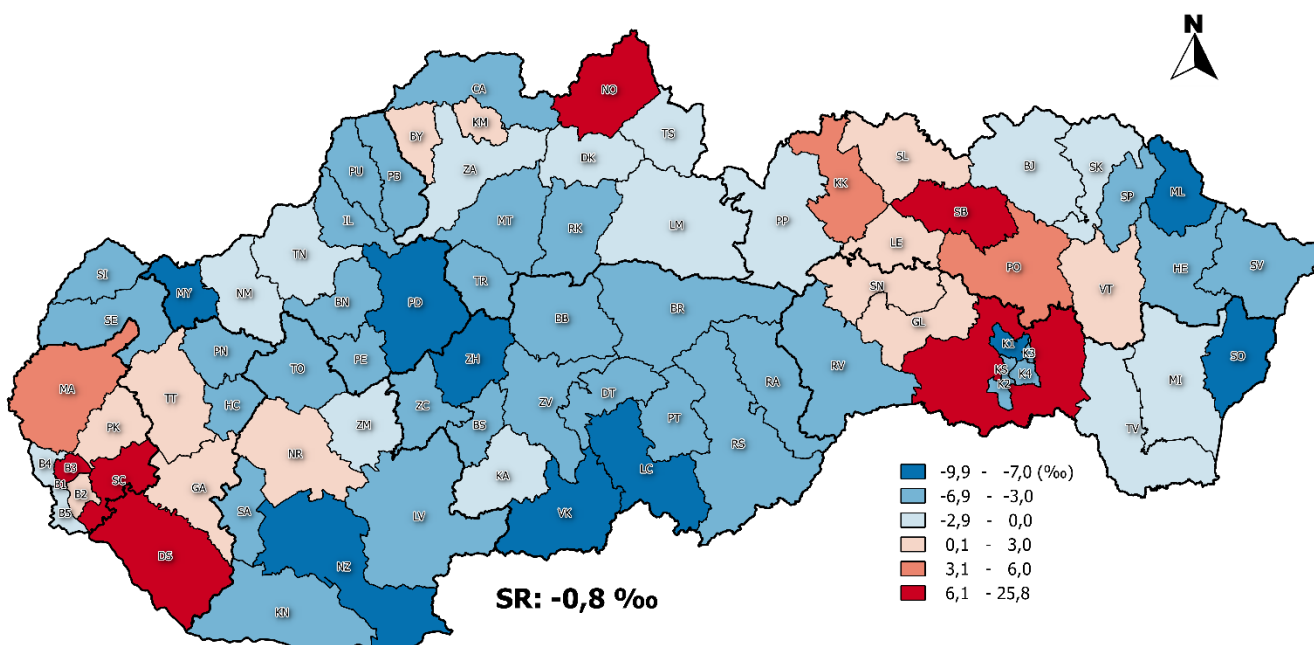 N
CA
NO
BY
KM
TS
PU
PB
ZA
DK
SL
BJ
SK
KK
SP
ML
IL
MT
RK
LM
PP
SB
LE
PO
TN
HE
SV
SI
MY
NM
BN
PD
TR
SN
VT
SE
BB
BR
GL
PN
PE
ZH
K1
K3
SO
TO
RV
K5
K4
MI
MA
TT
HC
ZC
ZV
DT
RA
K2
PK
ZM
BS
PT
TV
NR
RS
B4
B3
SC
KA
LC
B1
B2
GA
SA
LV
VK
B5
DS
NZ
KN
-9,9 - -7,0 (‰)
-6,9 - -3,0
-2,9 - 0,0
0,1 - 3,0
3,1 - 6,0
6,1 - 25,8
SR: -0,8 ‰